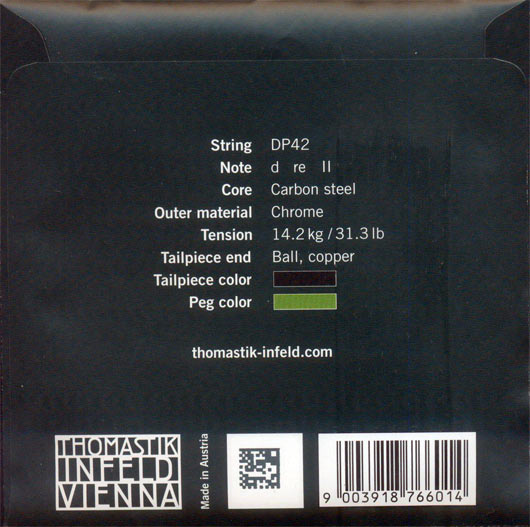 String DP42
Note d re II
Core Carbon steel
Outer material Chrome
Tension 14.2 kg / 31.3 lb
Tailpiece end Ball, copper
Tailpiece color
Peg color
thomastik-infeld.com
THOMASTIK
INFELD
VIENNA
Made in Austria
9 003918 766014